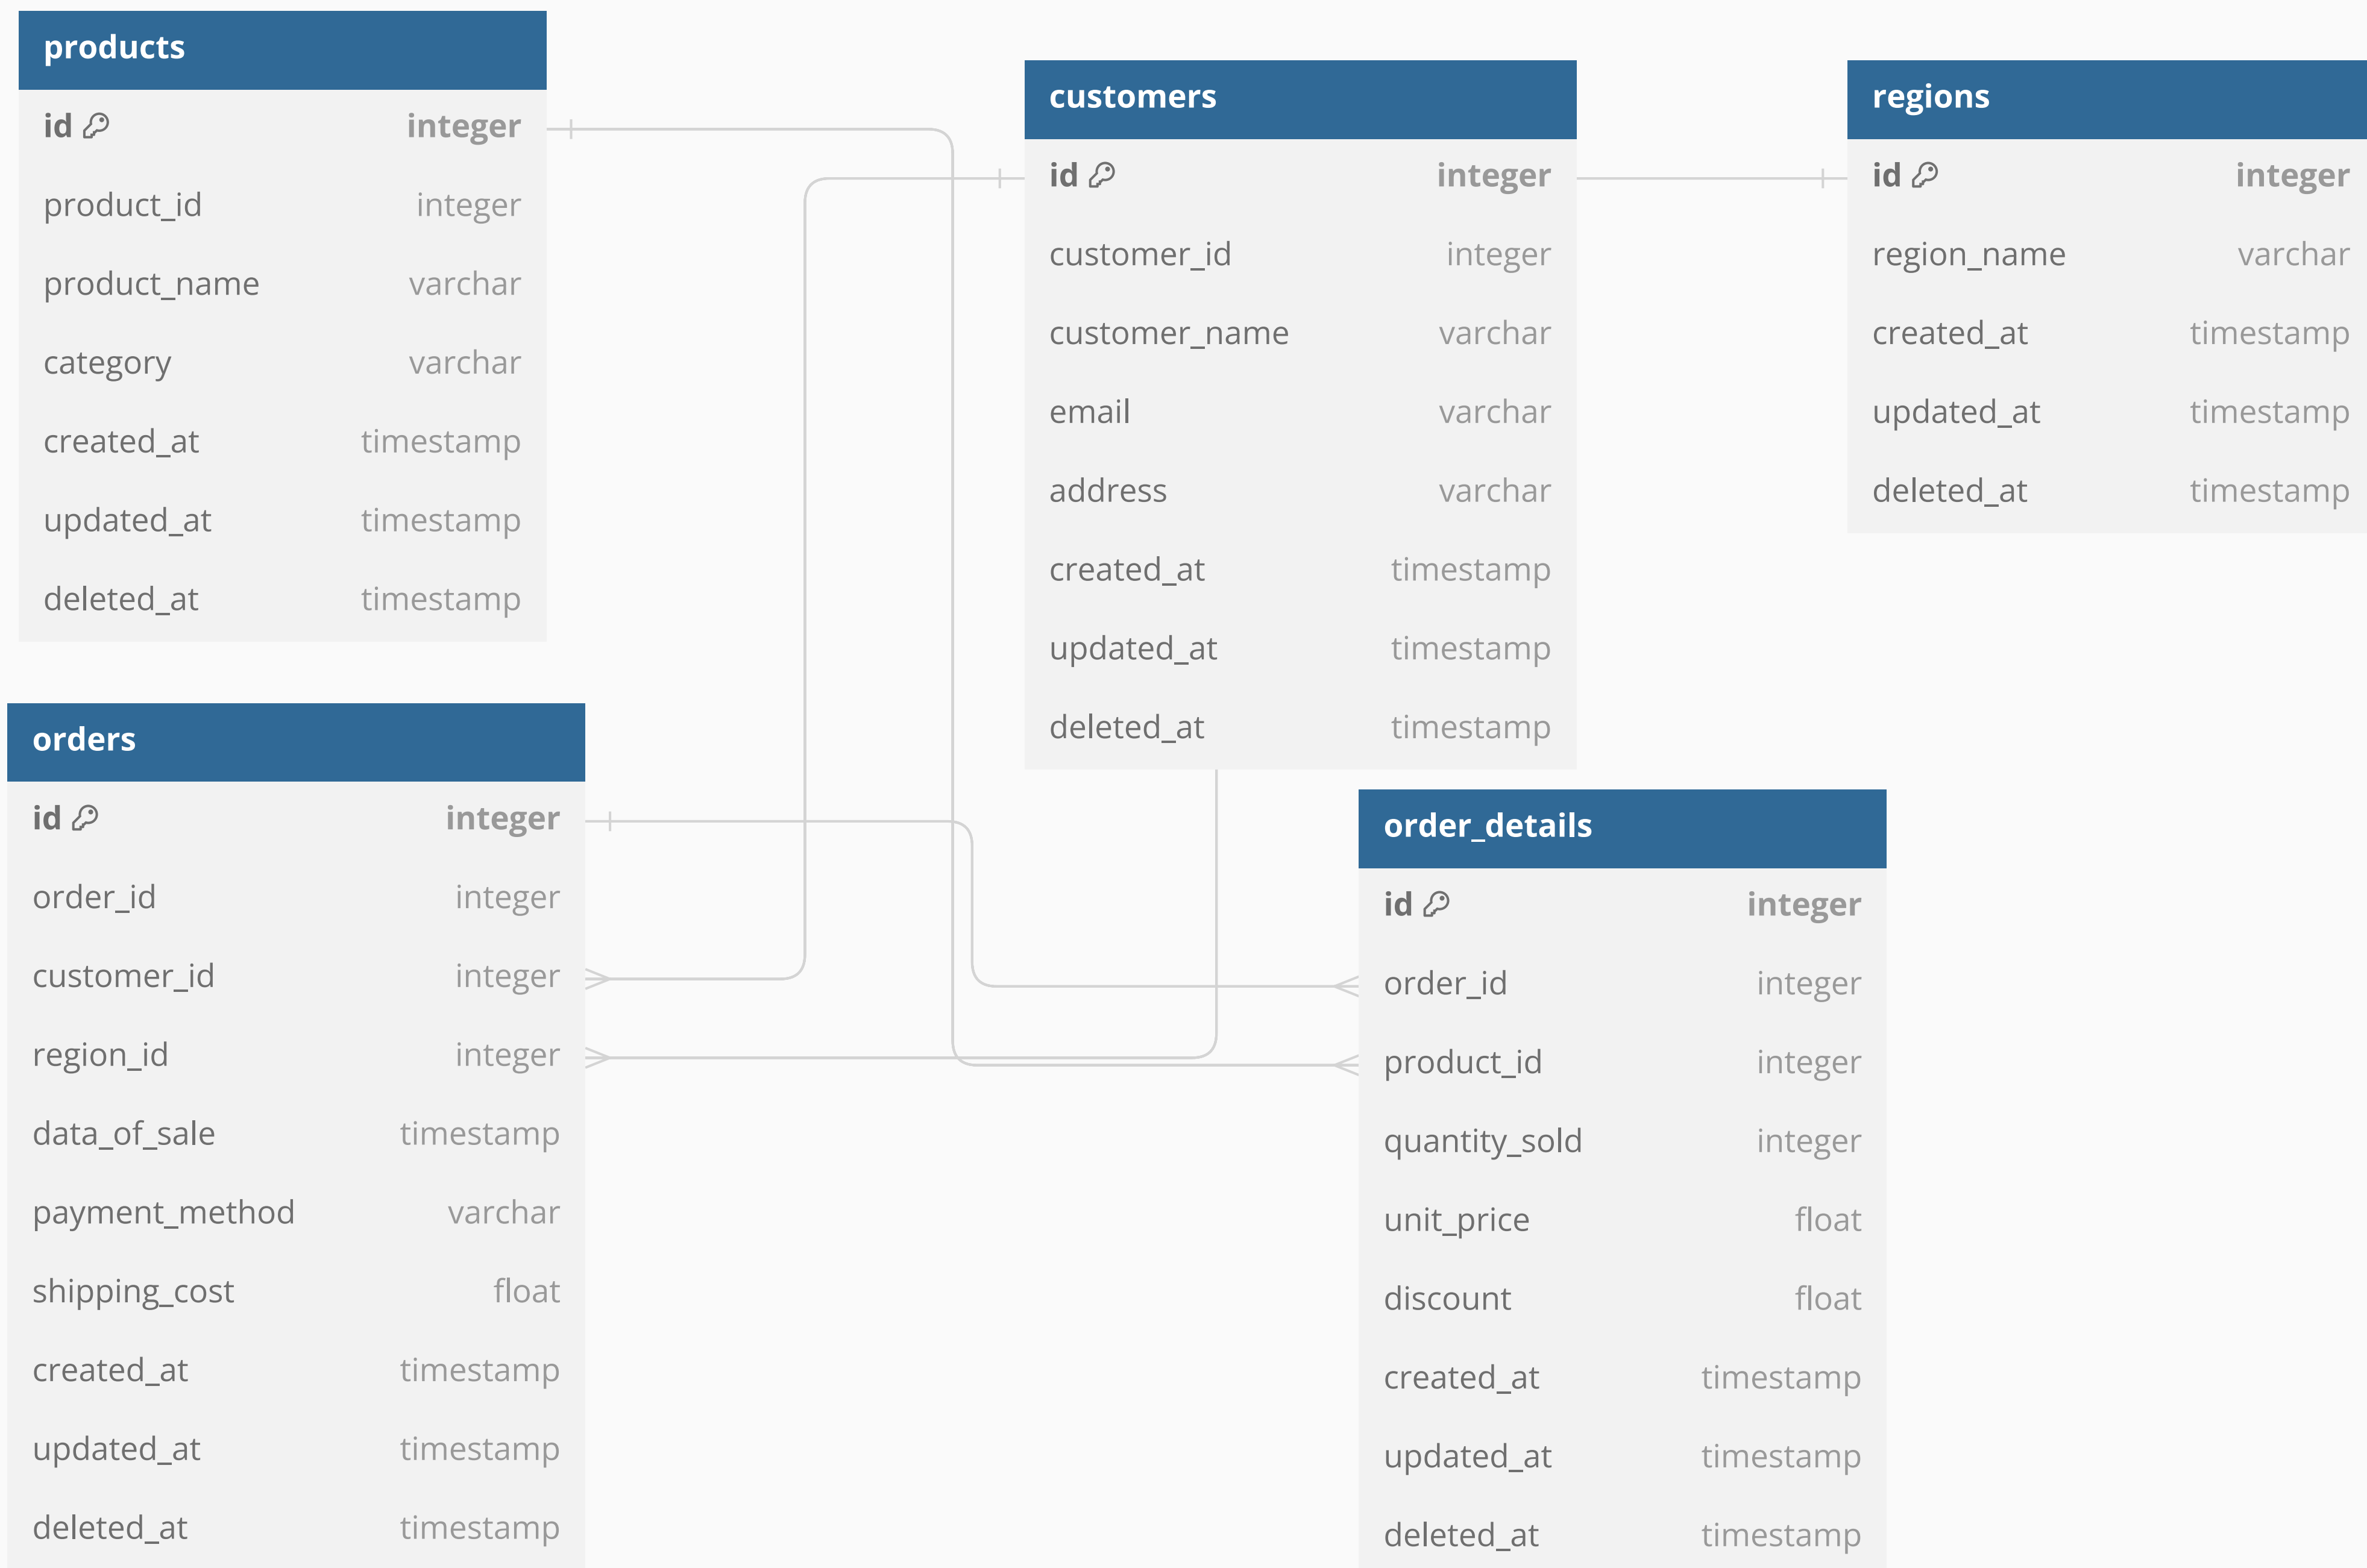 products
id integer
product_id integer
product_name varchar
category varchar
created_at timestamp
updated_at timestamp
deleted_at timestamp
customers
id integer
customer_id integer
customer_name varchar
email varchar
address varchar
created_at timestamp
updated_at timestamp
deleted_at timestamp
regions
id integer
region_name varchar
created_at timestamp
updated_at timestamp
deleted_at timestamp
orders
id integer
order_id integer
customer_id integer
region_id integer
data_of_sale timestamp
payment_method varchar
shipping_cost float
created_at timestamp
updated_at timestamp
deleted_at timestamp
order_details
id integer
order_id integer
product_id integer
quantity_sold integer
unit_price float
discount float
created_at timestamp
updated_at timestamp
deleted_at timestamp